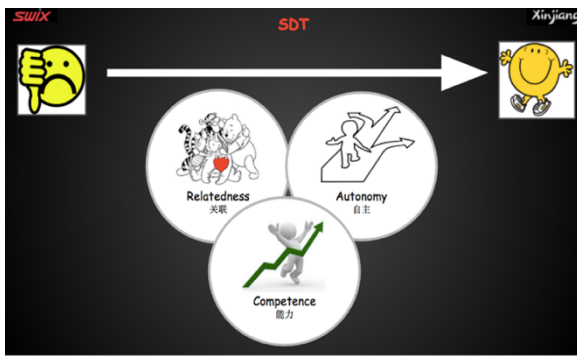 SWIX
SDT
Xinjiang
Relatedness
关联
Autonomy
自主
Competence
能力